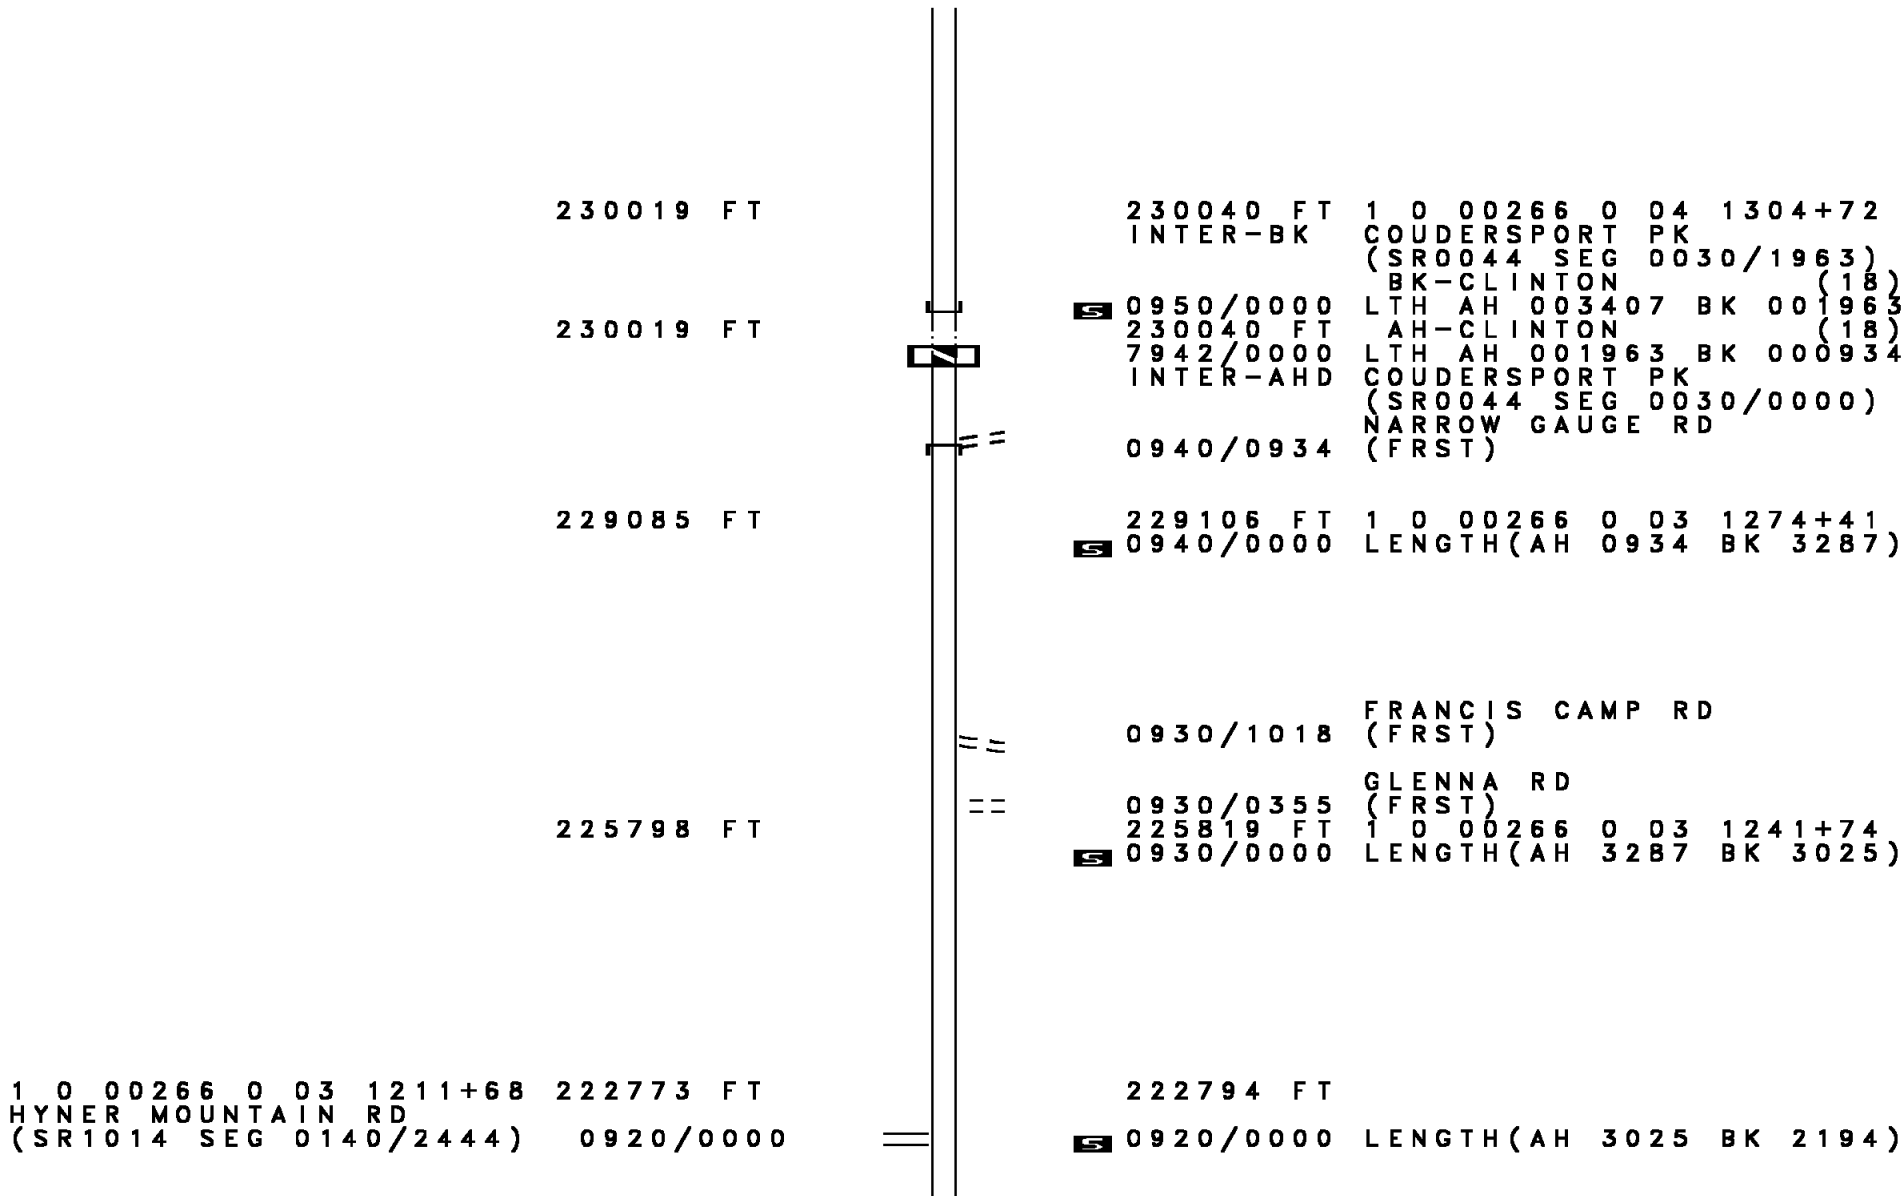 230019 FT 230040 FT 1 0 00266 0 04 1304+72
INTER-BK COUDERSPORT PK
(SR0044 SEG 0030/1963)
BK-CLINTON (18)
S 0950/0000 LTH AH 003407 BK 001963
230019 FT 230040 FT AH-CLINTON (18)
7942/0000 LTH AH 001963 BK 000934
INTER-AHD COUDERSPORT PK
(SR0044 SEG 0030/0000)
NARROW GAUGE RD
0940/0934 (FRST)
229085 FT 229106 FT 1 0 00266 0 03 1274+41
S 0940/0000 LENGTH(AH 0934 BK 3287)
FRANCIS CAMP RD
0930/1018 (FRST)
GLENNA RD
0930/0355 (FRST)
225798 FT 225819 FT 1 0 00266 0 03 1241+74
S 0930/0000 LENGTH(AH 3287 BK 3025)
1 0 00266 0 03 1211+68 222773 FT 222794 FT
HYNER MOUNTAIN RD
(SR1014 SEG 0140/2444) 0920/0000 S 0920/0000 LENGTH(AH 3025 BK 2194)